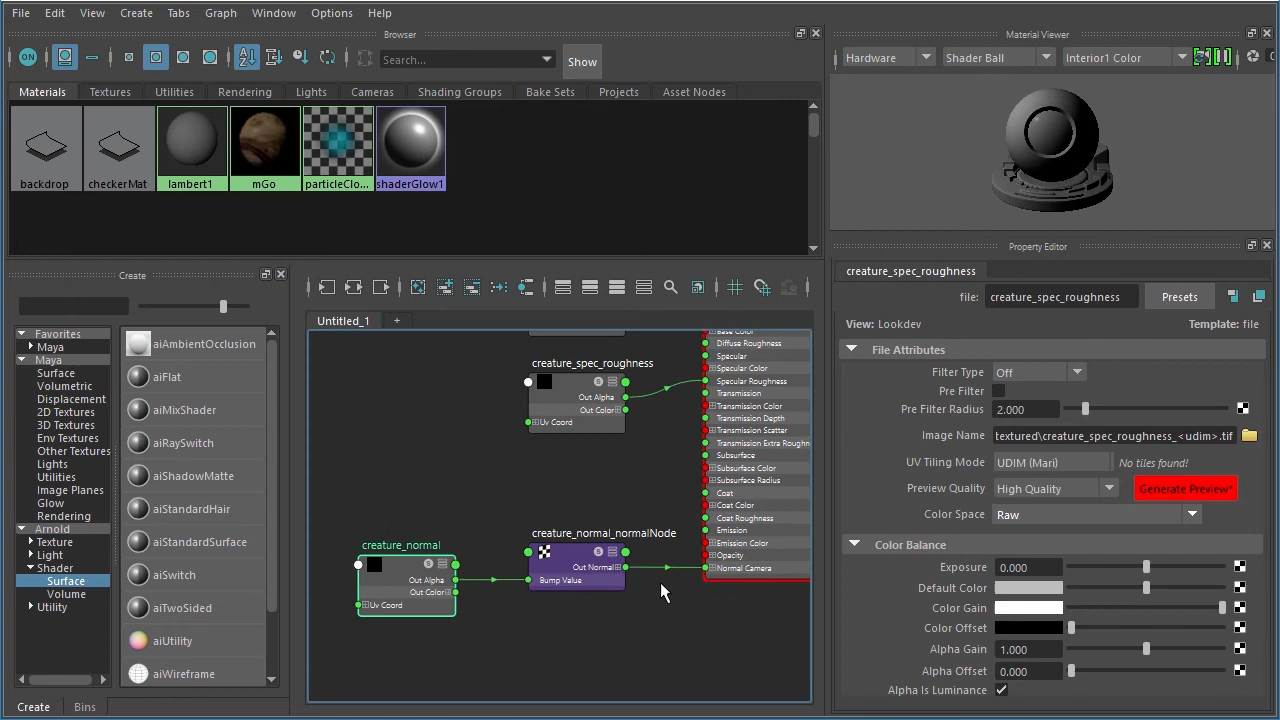 File Edit View Create Tabs Graph Window Options Help
Browser
Material Viewer
ON
Search...
Show
Hardware
Shader Ball
Interior1 Color
Materials Textures Utilities Rendering Lights Cameras Shading Groups Bake Sets Projects Asset Nodes
backdrop checkerMat lambert1 mGo particleClo... shaderGlow1
Property Editor
creature_spec_roughness
file: creature_spec_roughness Presets
View: Lookdev Template: file
File Attributes
Filter Type Off
Pre Filter
Pre Filter Radius 2.000
Image Name textured\creature_spec_roughness_<udim>.tif
UV Tiling Mode UDIM (Mari) No tiles found!
Preview Quality High Quality Generate Preview*
Color Space Raw
Color Balance
Exposure 0.000
Default Color
Color Gain
Color Offset
Alpha Gain 1.000
Alpha Offset 0.000
Alpha Is Luminance
Create
Favorites
Maya
Maya
Surface
Volumetric
Displacement
2D Textures
3D Textures
Env Textures
Other Textures
Lights
Utilities
Image Planes
Glow
Rendering
Arnold
Texture
Light
Shader
Surface
Volume
Utility
aiAmbientOcclusion
aiFlat
aiMixShader
aiRaySwitch
aiShadowMatte
aiStandardHair
aiStandardSurface
aiSwitch
aiTwoSided
aiUtility
aiWireframe
Create Bins
Untitled_1 +
creature_spec_roughness
Out Alpha
Out Color
Uv Coord
creature_normal
Out Alpha
Out Color
Uv Coord
creature_normal_normalNode
Out Normal
Bump Value
Base Color
Diffuse Roughness
Specular
Specular Color
Specular Roughness
Transmission
Transmission Color
Transmission Depth
Transmission Scatter
Transmission Extra Roughn
Subsurface
Subsurface Color
Subsurface Radius
Coat
Coat Color
Coat Roughness
Emission
Emission Color
Opacity
Normal Camera